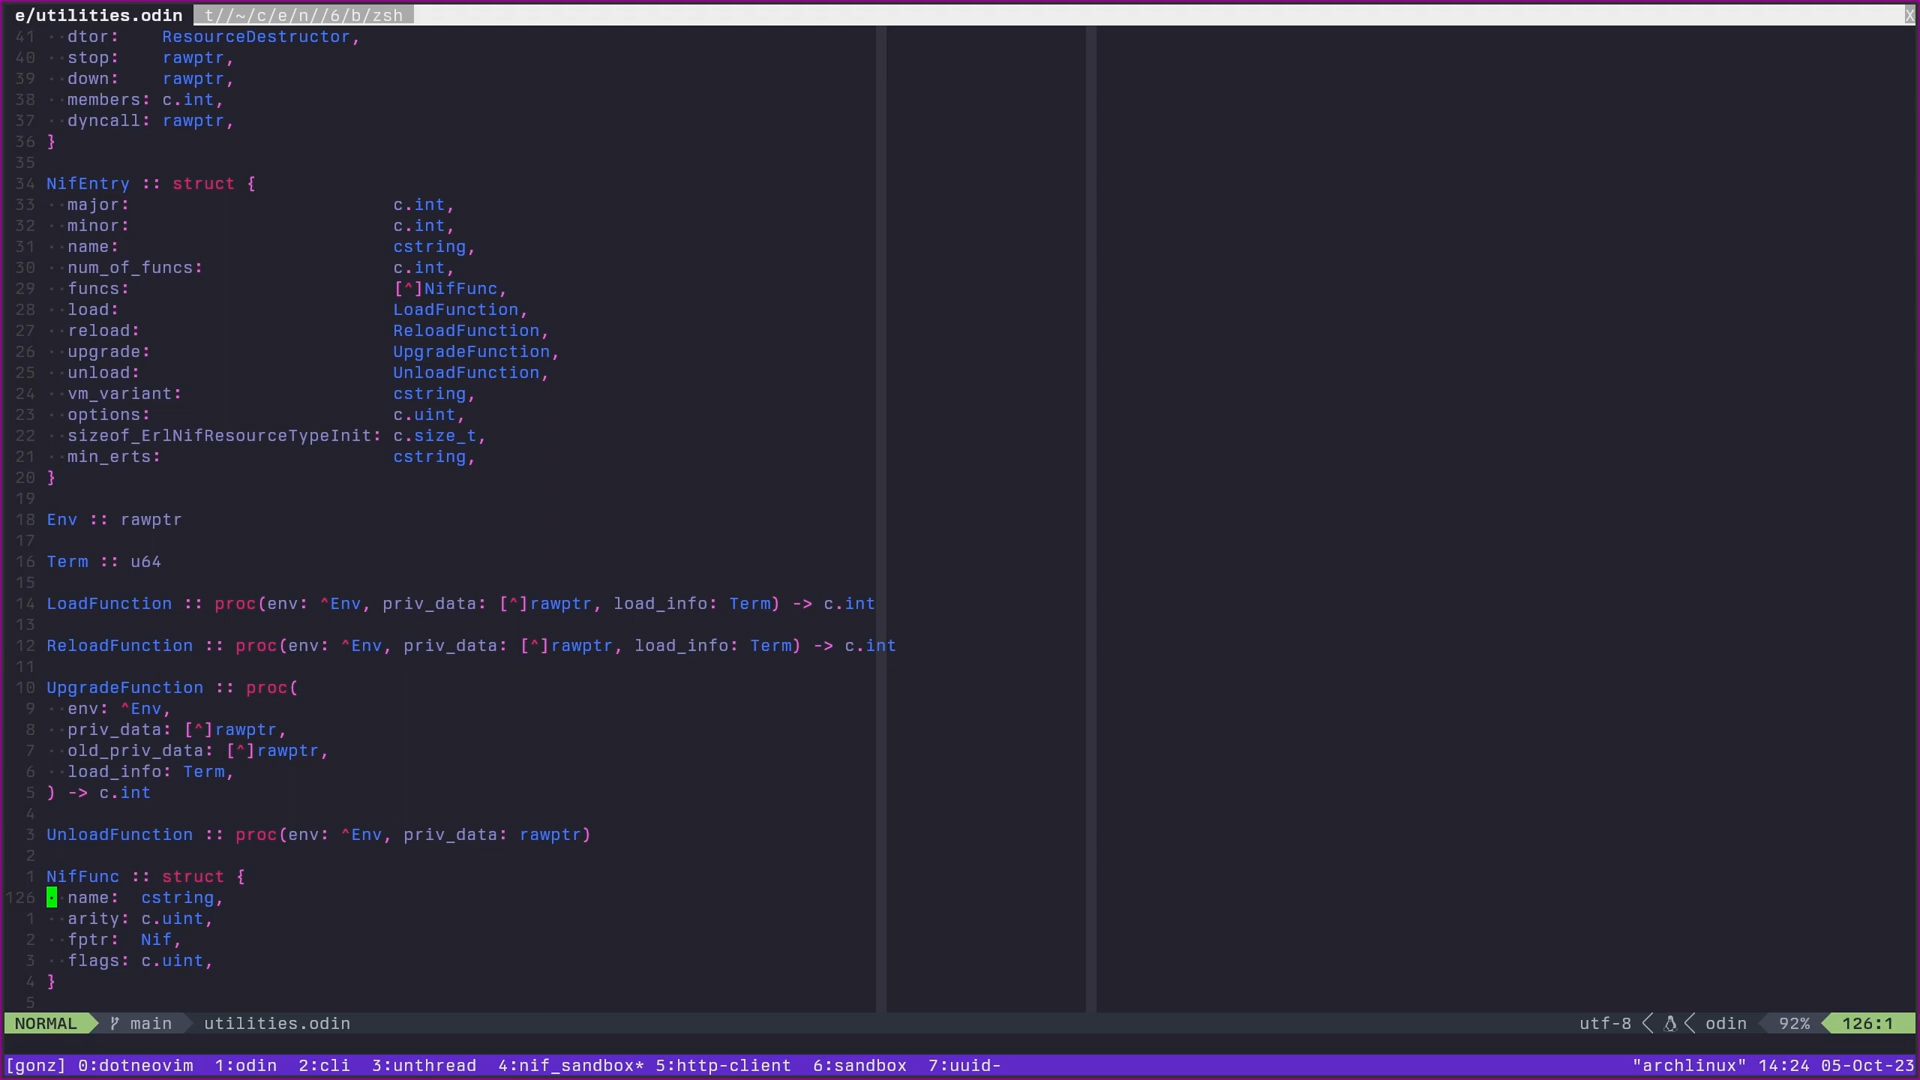 e/utilities.odin t//~/c/e/n//6/b/zsh X
41 ··dtor:    ResourceDestructor,
40 ··stop:    rawptr,
39 ··down:    rawptr,
38 ··members: c.int,
37 ··dyncall: rawptr,
36 }
35
34 NifEntry :: struct {
33 ··major:                         c.int,
32 ··minor:                         c.int,
31 ··name:                          cstring,
30 ··num_of_funcs:                  c.int,
29 ··funcs:                         [^]NifFunc,
28 ··load:                          LoadFunction,
27 ··reload:                        ReloadFunction,
26 ··upgrade:                       UpgradeFunction,
25 ··unload:                        UnloadFunction,
24 ··vm_variant:                    cstring,
23 ··options:                       c.uint,
22 ··sizeof_ErlNifResourceTypeInit: c.size_t,
21 ··min_erts:                      cstring,
20 }
19
18 Env :: rawptr
17
16 Term :: u64
15
14 LoadFunction :: proc(env: ^Env, priv_data: [^]rawptr, load_info: Term) -> c.int
13
12 ReloadFunction :: proc(env: ^Env, priv_data: [^]rawptr, load_info: Term) -> c.int
11
10 UpgradeFunction :: proc(
9 ··env: ^Env,
8 ··priv_data: [^]rawptr,
7 ··old_priv_data: [^]rawptr,
6 ··load_info: Term,
5 ) -> c.int
4
3 UnloadFunction :: proc(env: ^Env, priv_data: rawptr)
2
1 NifFunc :: struct {
126 ··name:  cstring,
1 ··arity: c.uint,
2 ··fptr:  Nif,
3 ··flags: c.uint,
4 }
5
NORMAL main utilities.odin utf-8 odin 92% 126:1
[gonz] 0:dotneovim  1:odin  2:cli  3:unthread  4:nif_sandbox* 5:http-client  6:sandbox  7:uuid- "archlinux" 14:24 05-Oct-23